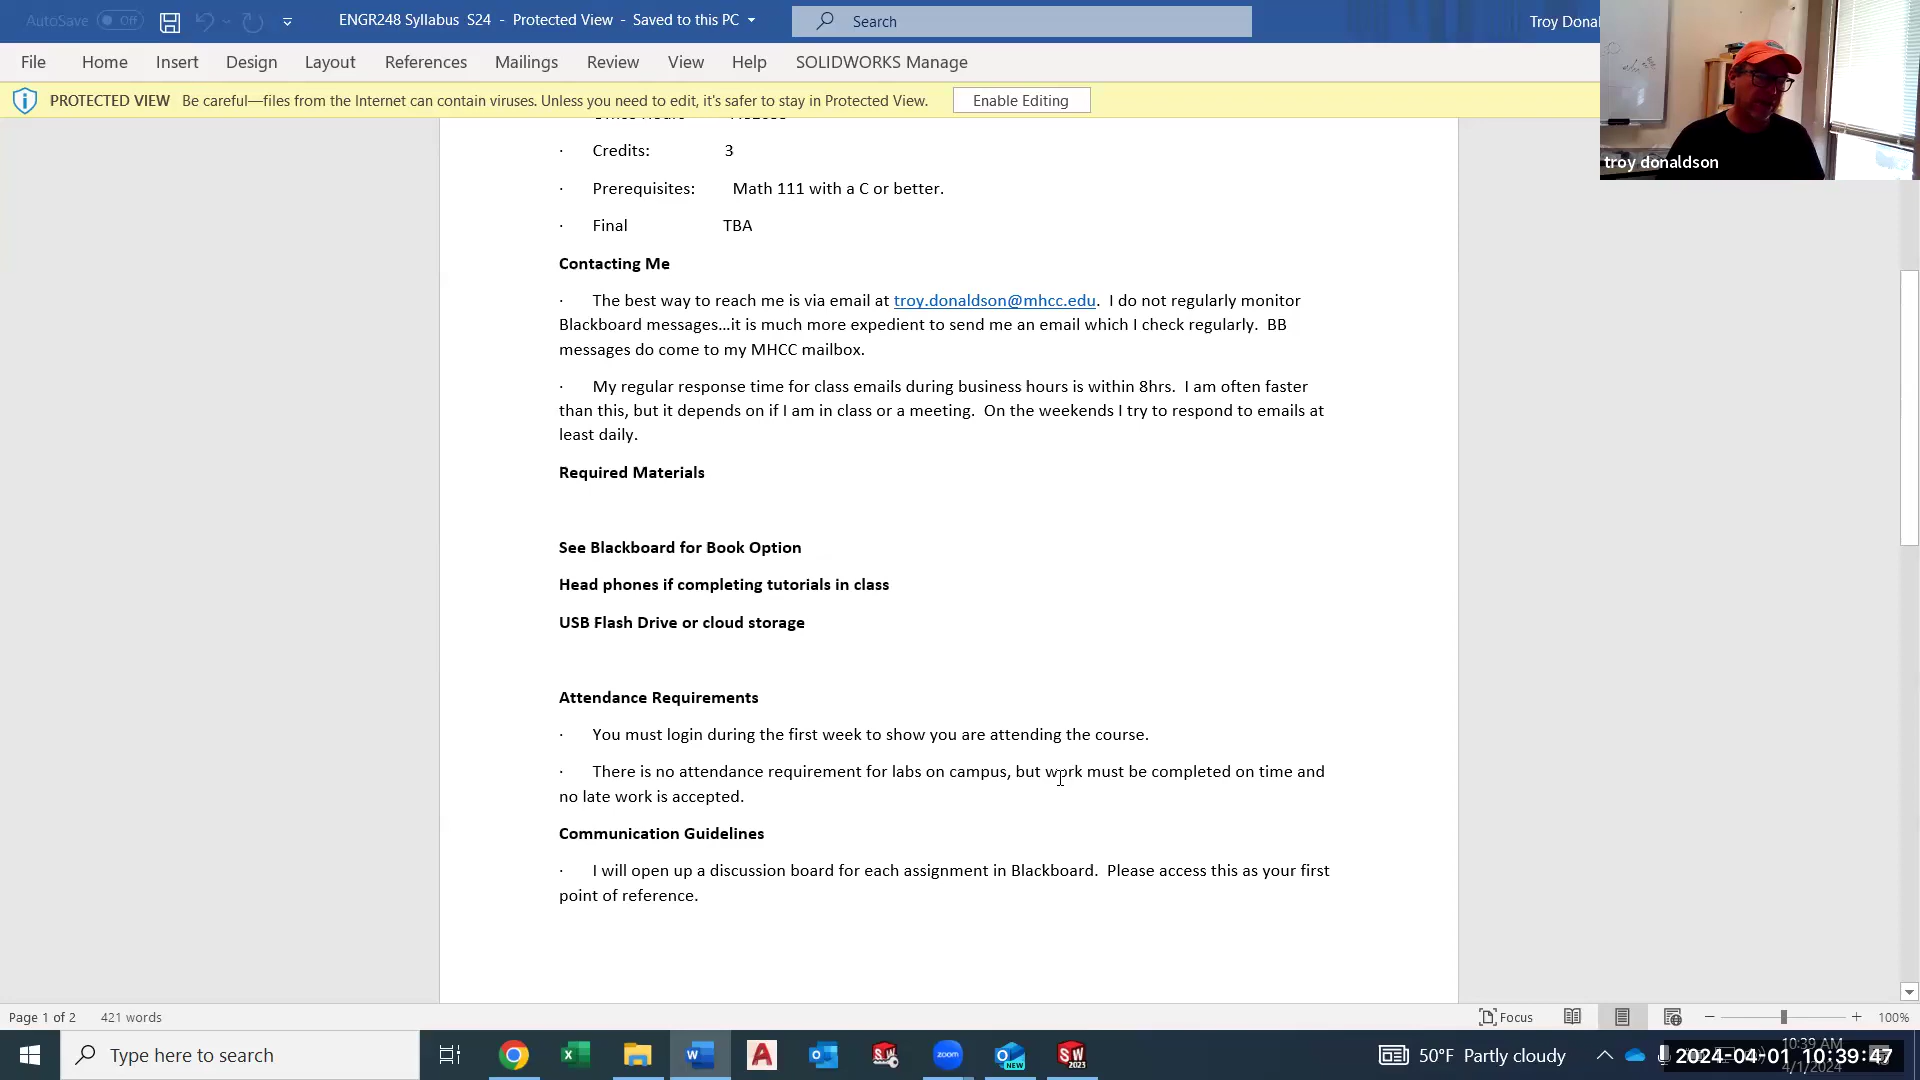 AutoSave Off ENGR248 Syllabus S24 - Protected View - Saved to this PC Search Troy Donal
File Home Insert Design Layout References Mailings Review View Help SOLIDWORKS Manage
PROTECTED VIEW Be careful—files from the Internet can contain viruses. Unless you need to edit, it's safer to stay in Protected View. Enable Editing
troy donaldson
· Credits: 3
· Prerequisites: Math 111 with a C or better.
· Final TBA
Contacting Me
· The best way to reach me is via email at troy.donaldson@mhcc.edu. I do not regularly monitor
Blackboard messages…it is much more expedient to send me an email which I check regularly. BB
messages do come to my MHCC mailbox.
· My regular response time for class emails during business hours is within 8hrs. I am often faster
than this, but it depends on if I am in class or a meeting. On the weekends I try to respond to emails at
least daily.
Required Materials
See Blackboard for Book Option
Head phones if completing tutorials in class
USB Flash Drive or cloud storage
Attendance Requirements
· You must login during the first week to show you are attending the course.
· There is no attendance requirement for labs on campus, but work must be completed on time and
no late work is accepted.
Communication Guidelines
· I will open up a discussion board for each assignment in Blackboard. Please access this as your first
point of reference.
Page 1 of 2 421 words Focus 100%
Type here to search zoom NEW SW 2023 50°F Partly cloudy 10:39 AM
2024-04-01 10:39:47
4/1/2024